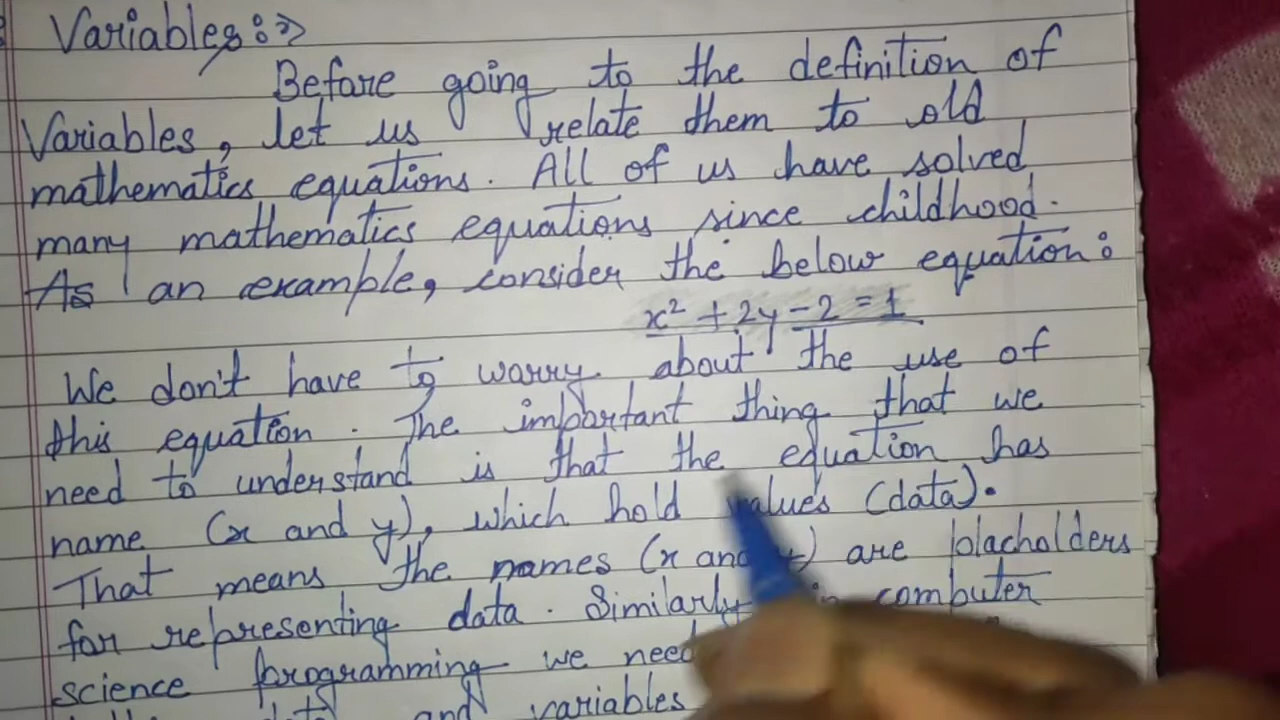 Variables:->
Before going to the definition of
Variables, let us relate them to old
mathematics equations. All of us have solved
many mathematics equations since childhood.
As an example, consider the below equation:
x² + 2y - 2 = 1
We don't have to worry about the use of
this equation. The important thing that we
need to understand is that the equation has
name (x and y), which hold values (data).
That means the names (x and y) are placholders
for representing data. Similarly in computer
science programming we need
and variables